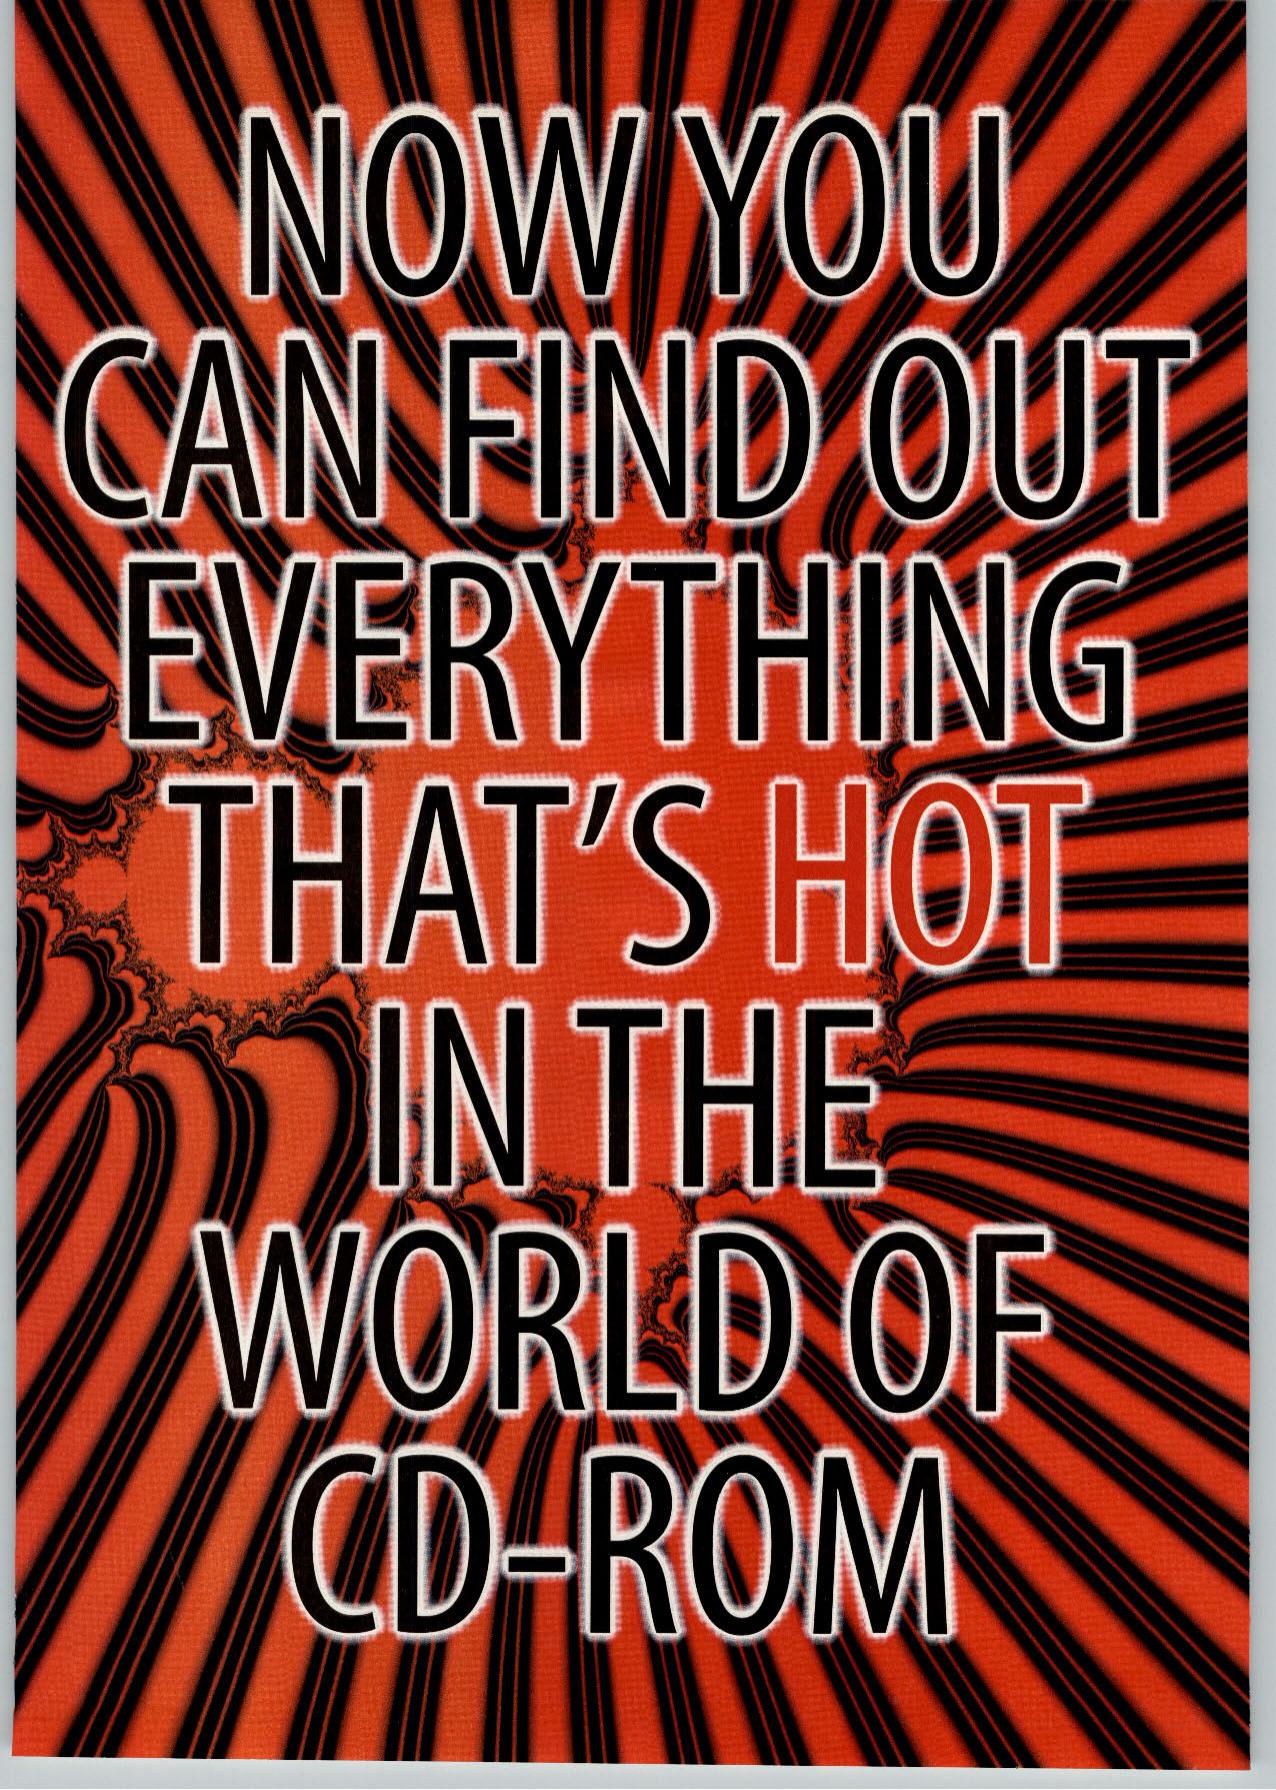 NOW YOU
CAN FIND OUT
EVERYTHING
THAT'S HOT
IN THE
WORLD OF
CD-ROM